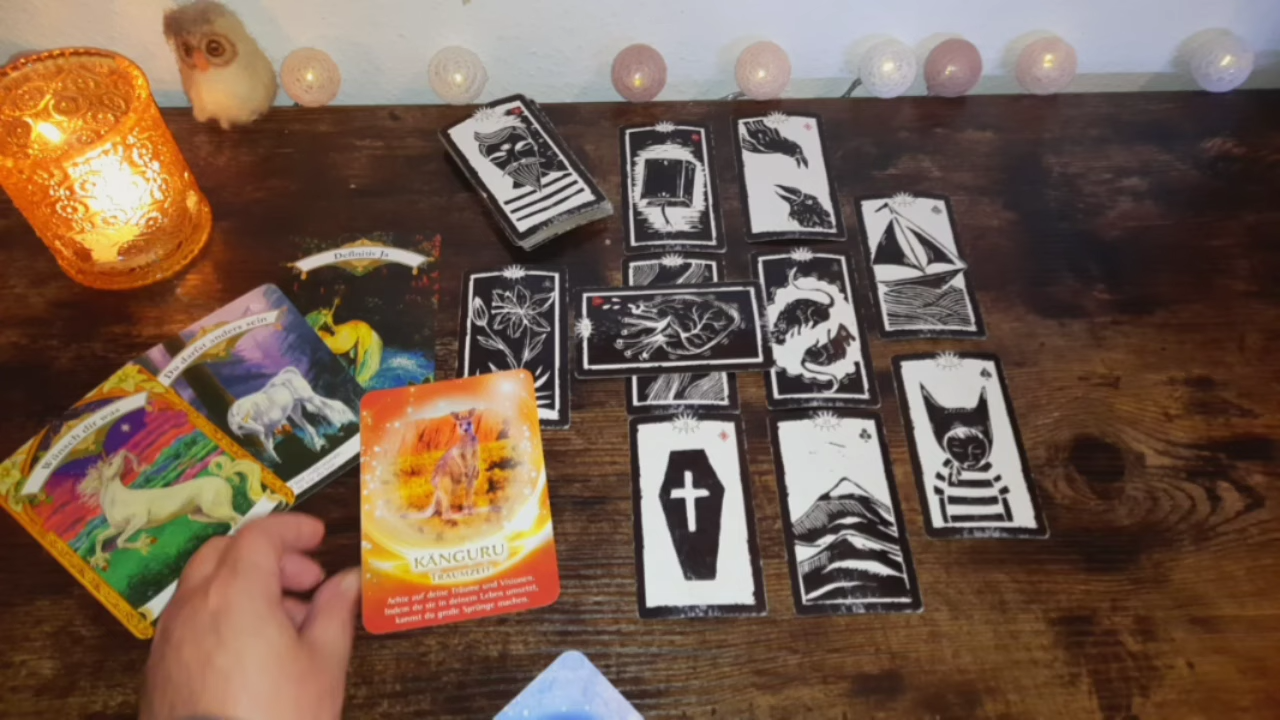 Definitiv Ja
Du darfst anders sein
Wünsch dir was
KÄNGURU
TRAUMZEIT
Achte auf deine Träume und Visionen.
Indem du sie in deinem Leben umsetzt,
kannst du große Sprünge machen.